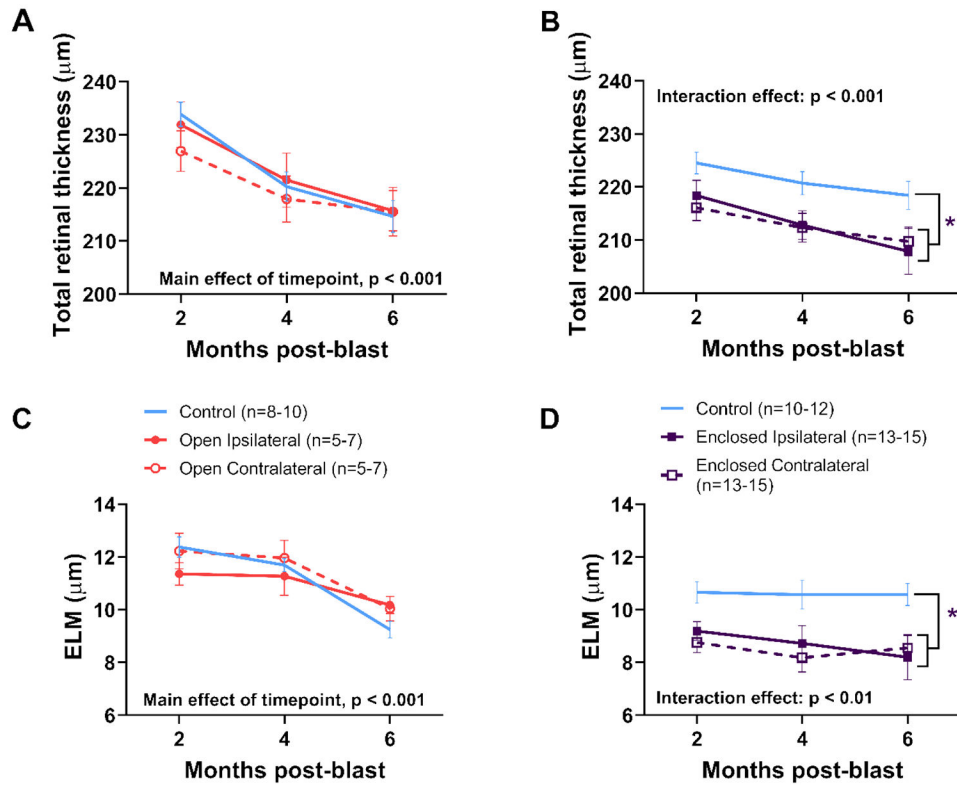 A
Total retinal thickness (μm)
240
230
220
210
200
Main effect of timepoint, p < 0.001
2
4
6
Months post-blast
B
Total retinal thickness (μm)
240
230
220
210
200
Interaction effect: p < 0.001
*
2
4
6
Months post-blast
C
Control (n=8-10)
Open Ipsilateral (n=5-7)
Open Contralateral (n=5-7)
ELM (μm)
14
12
10
8
6
Main effect of timepoint, p < 0.001
2
4
6
Months post-blast
D
Control (n=10-12)
Enclosed Ipsilateral (n=13-15)
Enclosed Contralateral
(n=13-15)
ELM (μm)
14
12
10
8
6
*
Interaction effect: p < 0.01
2
4
6
Months post-blast